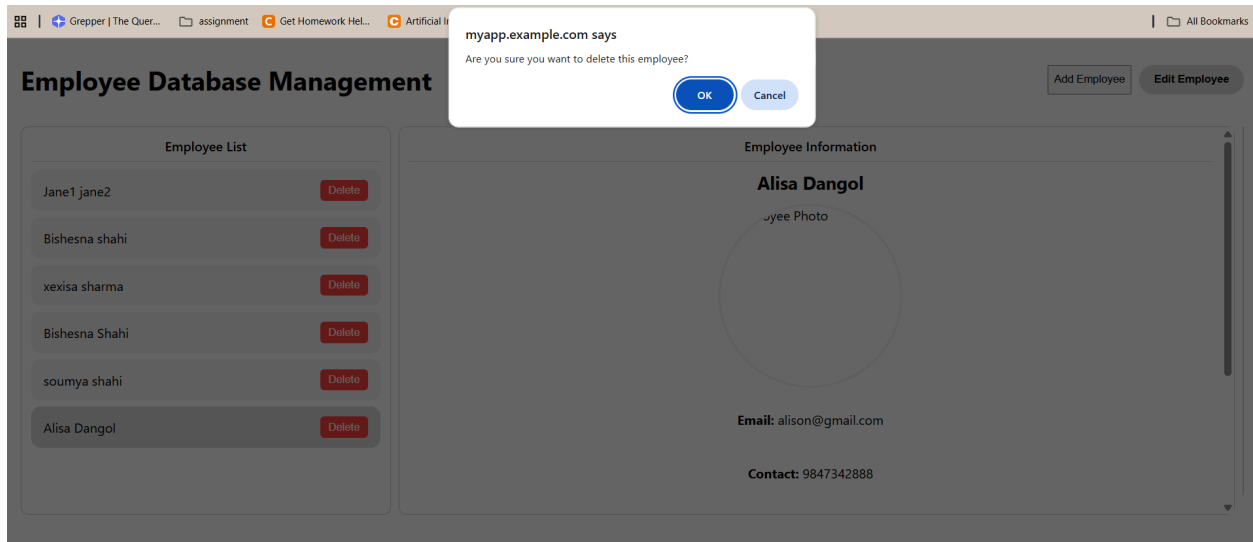 Grepper | The Quer... assignment Get Homework Hel... Artificial I All Bookmarks
myapp.example.com says
Are you sure you want to delete this employee?
OK Cancel
Employee Database Management
Add Employee Edit Employee
Employee List
Jane1 jane2 Delete
Bishesna shahi Delete
xexisa sharma Delete
Bishesna Shahi Delete
soumya shahi Delete
Alisa Dangol Delete
Employee Information
Alisa Dangol
oyee Photo
Email: alison@gmail.com
Contact: 9847342888